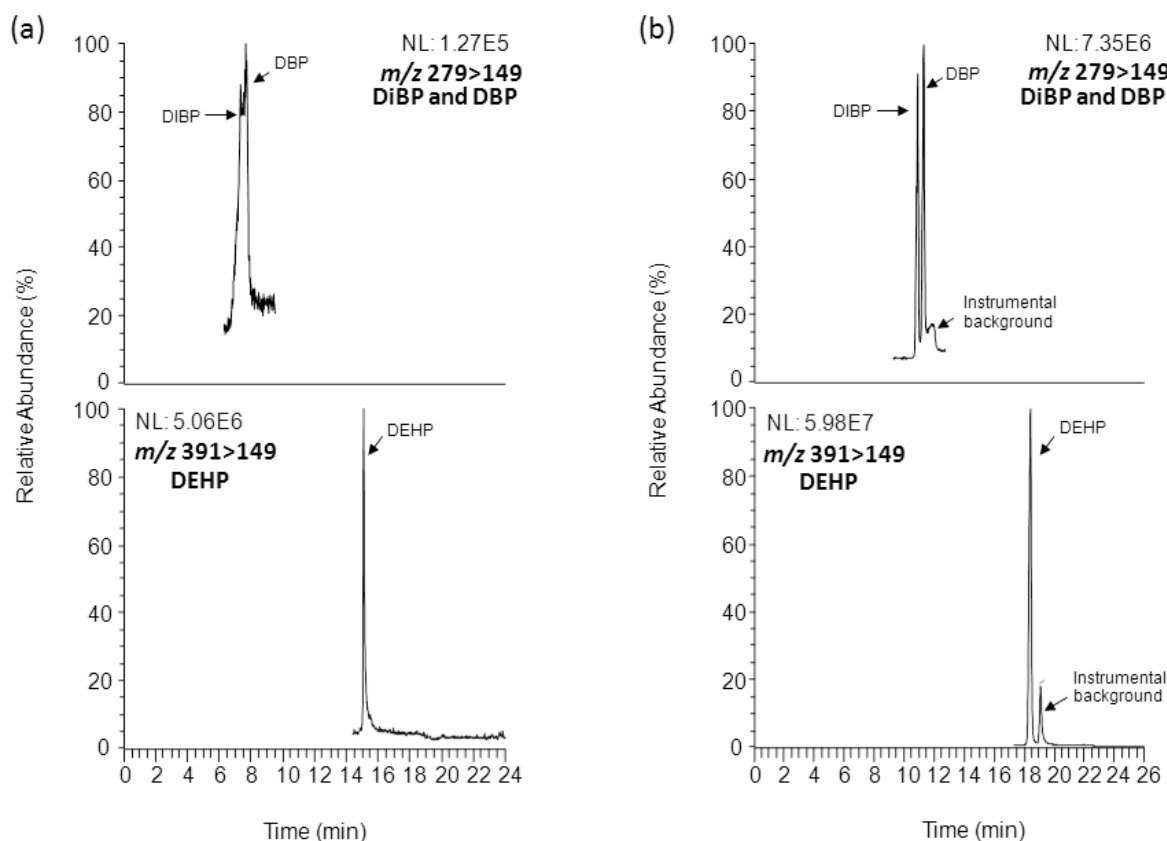 (a)
NL: 1.27E5
m/z 279>149
DiBP and DBP
DBP
DIBP
100
80
60
40
20
0
Relative Abundance (%)
NL: 5.06E6
m/z 391>149
DEHP
DEHP
100
80
60
40
20
0
0 2 4 6 8 10 12 14 16 18 20 22 24
Time (min)
(b)
NL: 7.35E6
m/z 279>149
DiBP and DBP
DBP
DIBP
Instrumental
background
100
80
60
40
20
0
Relative Abundance (%)
NL: 5.98E7
m/z 391>149
DEHP
DEHP
Instrumental
background
100
80
60
40
20
0
0 2 4 6 8 10 12 14 16 18 20 22 24 26
Time (min)